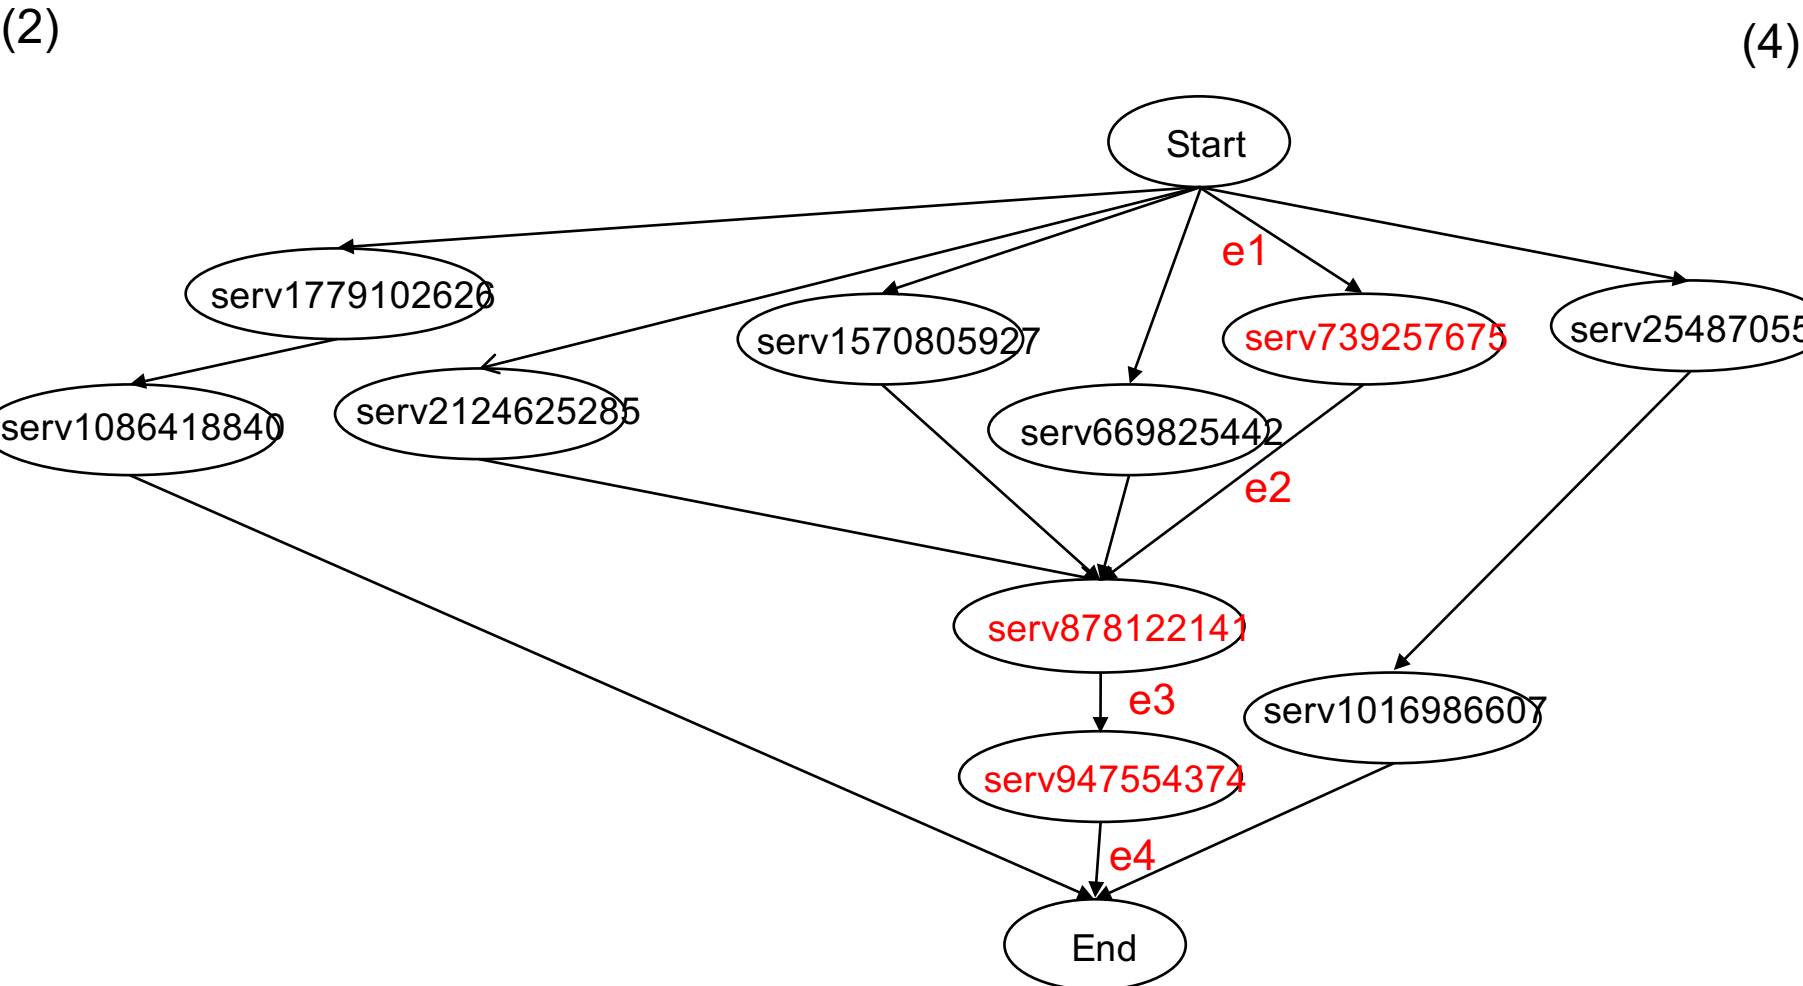 (2)
(4)
Start
e1
serv1779102626
serv1570805927
serv739257675
serv25487055
serv1086418840
serv2124625285
serv669825442
e2
serv878122141
e3
serv1016986607
serv947554374
e4
End